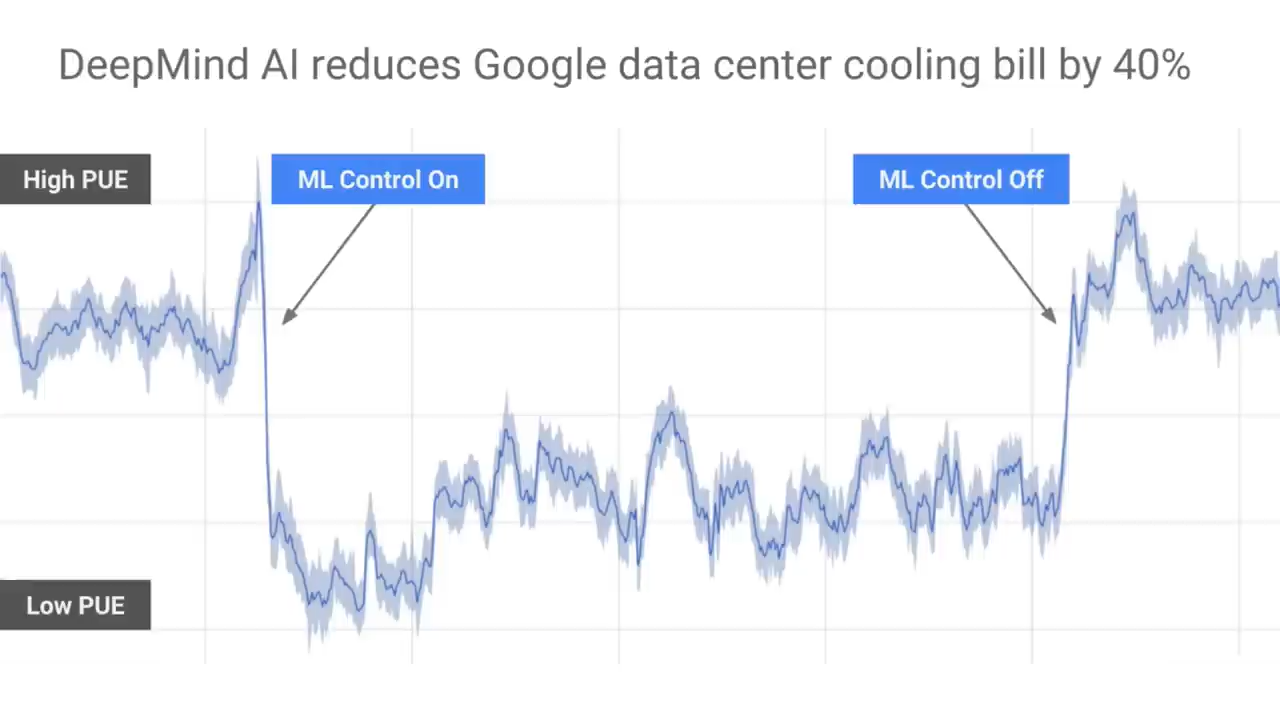 DeepMind AI reduces Google data center cooling bill by 40%
High PUE
ML Control On
ML Control Off
Low PUE